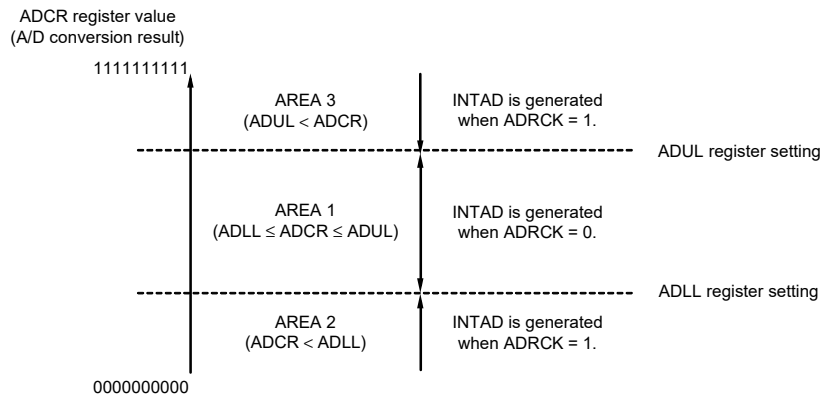 ADCR register value
(A/D conversion result)
1111111111
AREA 3
(ADUL < ADCR)
INTAD is generated
when ADRCK = 1.
ADUL register setting
AREA 1
(ADLL ≤ ADCR ≤ ADUL)
INTAD is generated
when ADRCK = 0.
ADLL register setting
AREA 2
(ADCR < ADLL)
INTAD is generated
when ADRCK = 1.
0000000000